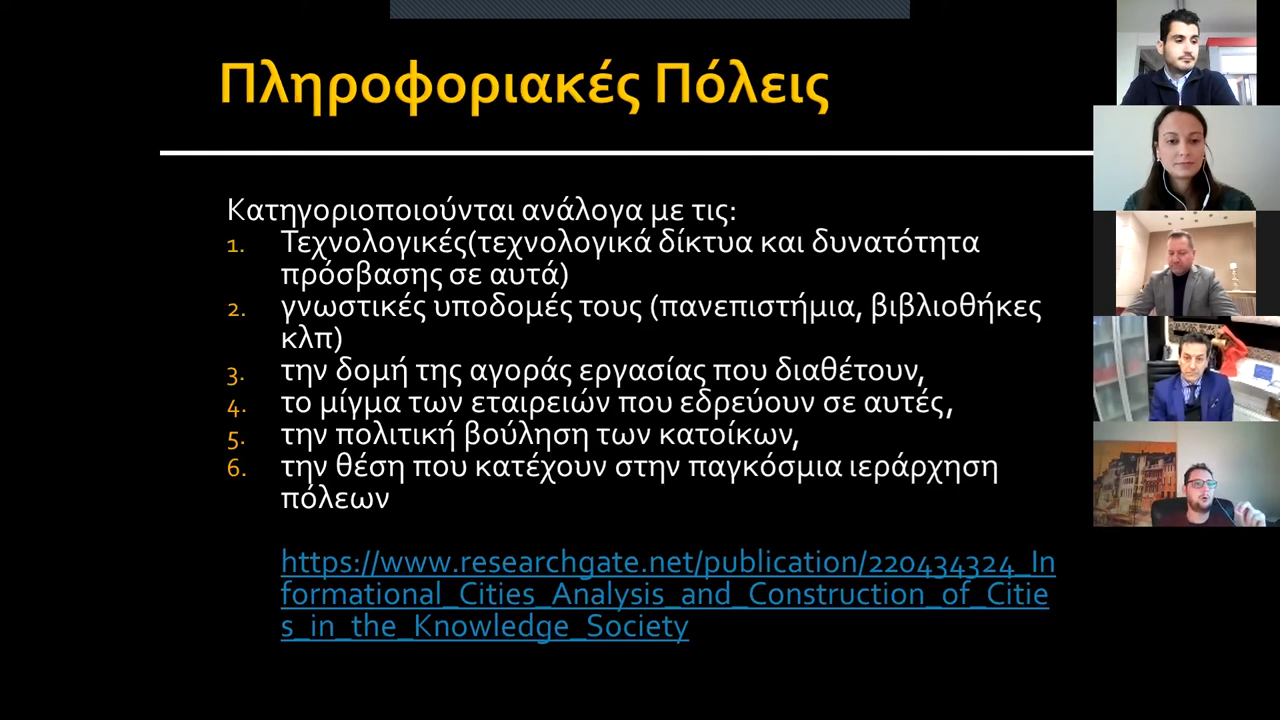 Πληροφοριακές Πόλεις
Κατηγοριοποιούνται ανάλογα με τις:
1. Τεχνολογικές(τεχνολογικά δίκτυα και δυνατότητα
πρόσβασης σε αυτά)
2. γνωστικές υποδομές τους (πανεπιστήμια, βιβλιοθήκες
κλπ)
3. την δομή της αγοράς εργασίας που διαθέτουν,
4. το μίγμα των εταιρειών που εδρεύουν σε αυτές,
5. την πολιτική βούληση των κατοίκων,
6. την θέση που κατέχουν στην παγκόσμια ιεράρχηση
πόλεων
https://www.researchgate.net/publication/220434324_In
formational_Cities_Analysis_and_Construction_of_Citie
s_in_the_Knowledge_Society